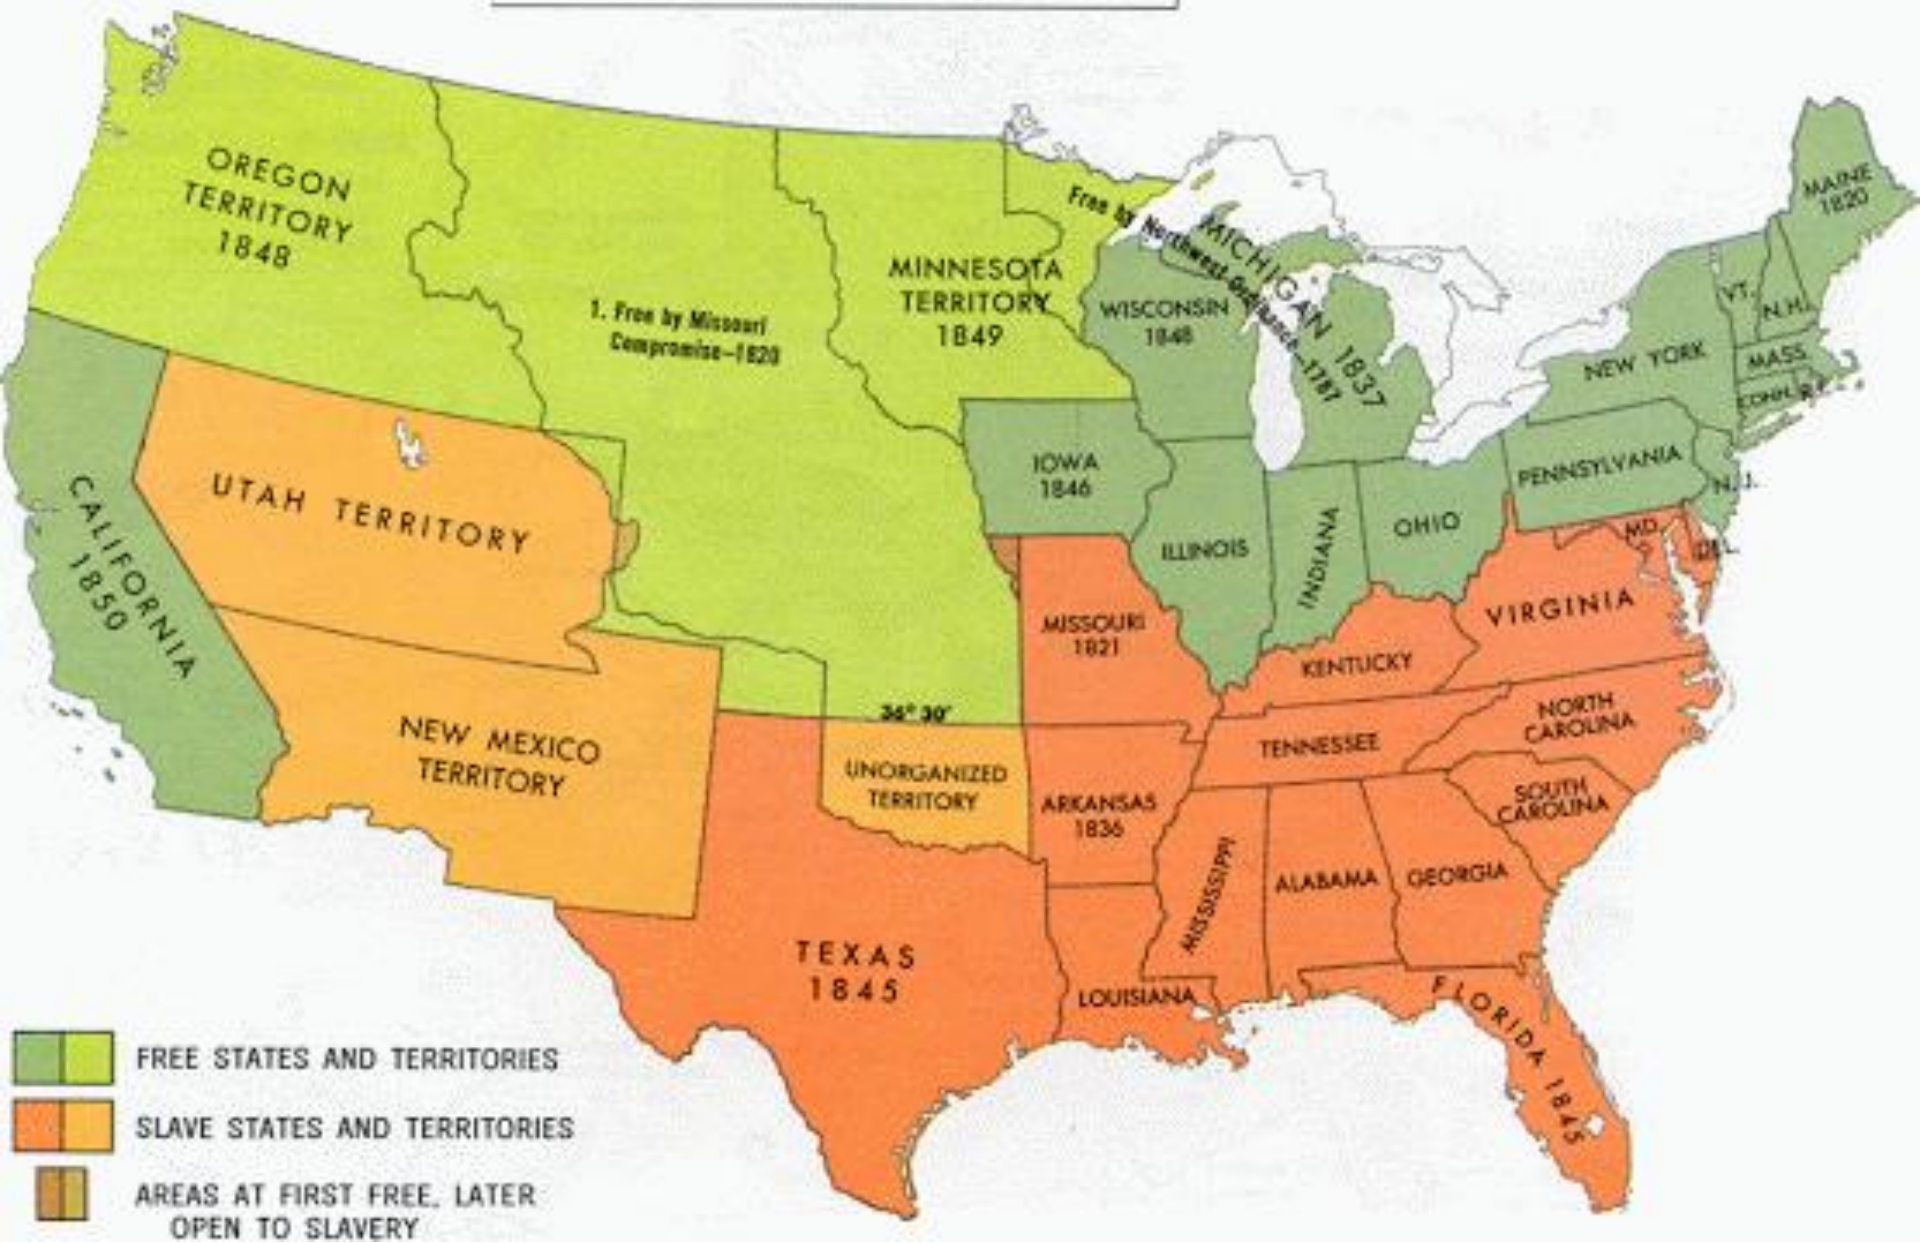 OREGON
TERRITORY
1848
1. Free by Missouri
Compromise-1820
MINNESOTA
TERRITORY
1849
Free by Northwest Ordinance-1787
MICHIGAN 1837
WISCONSIN
1848
MAINE
1820
VT.
N.H.
MASS.
CONN.
R.I.
NEW YORK
PENNSYLVANIA
N.J.
MD.
DEL.
CALIFORNIA
1850
UTAH TERRITORY
IOWA
1846
ILLINOIS
INDIANA
OHIO
MISSOURI
1821
KENTUCKY
VIRGINIA
NEW MEXICO
TERRITORY
36° 30'
UNORGANIZED
TERRITORY
ARKANSAS
1836
TENNESSEE
NORTH
CAROLINA
SOUTH
CAROLINA
MISSISSIPPI
ALABAMA
GEORGIA
TEXAS
1845
LOUISIANA
FLORIDA 1845
FREE STATES AND TERRITORIES
SLAVE STATES AND TERRITORIES
AREAS AT FIRST FREE, LATER
OPEN TO SLAVERY